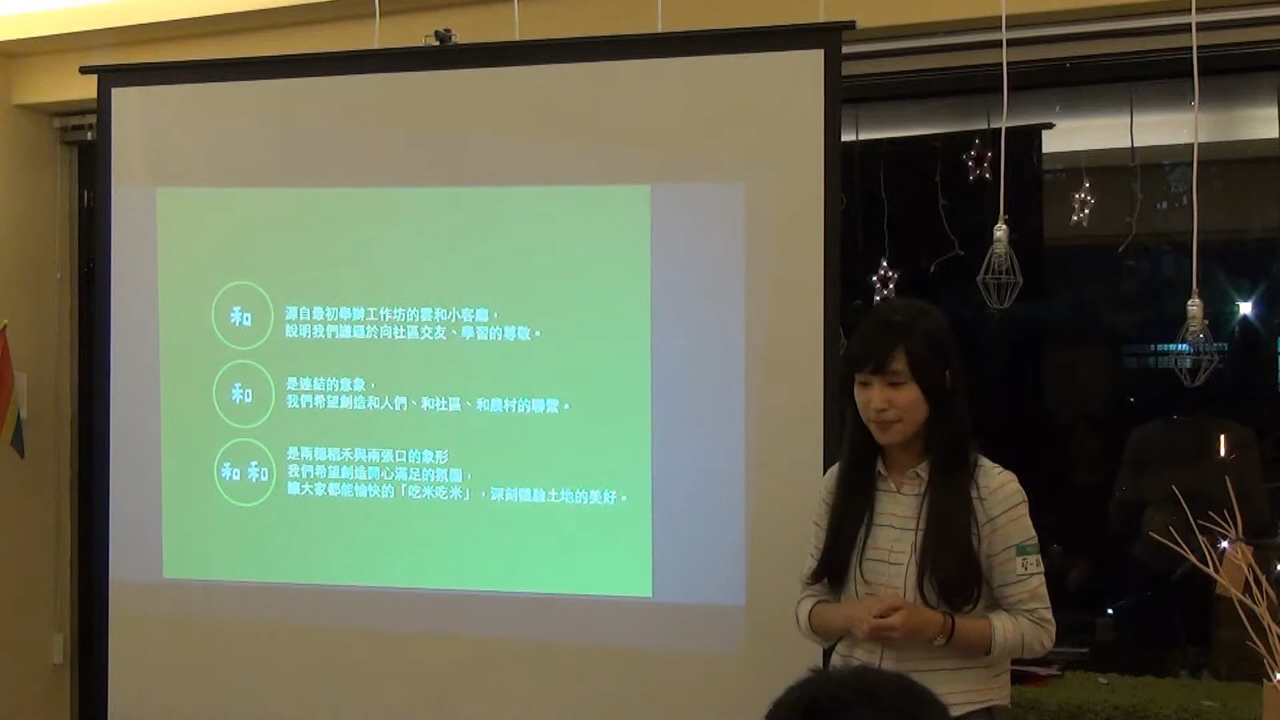 和
源自最初舉辦工作坊的雲和小客廳，
說明我們謙遜於向社區交友、學習的尊敬。
和
是連結的意象，
我們希望創造和人們、和社區、和農村的聯繫。
和 和
是兩穗稻禾與兩張口的象形
我們希望創造開心滿足的氛圍，
讓大家都能愉快的「吃米吃米」，深刻體驗土地的美好。